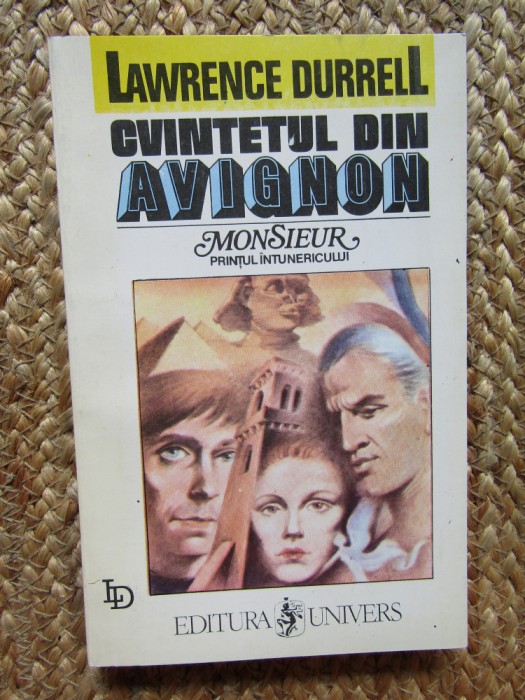 LAWRENCE DURRELL
CVINTETUL DIN
AVIGNON
MONSIEUR
PRINȚUL ÎNTUNERICULUI
LD
EDITURA UNIVERS